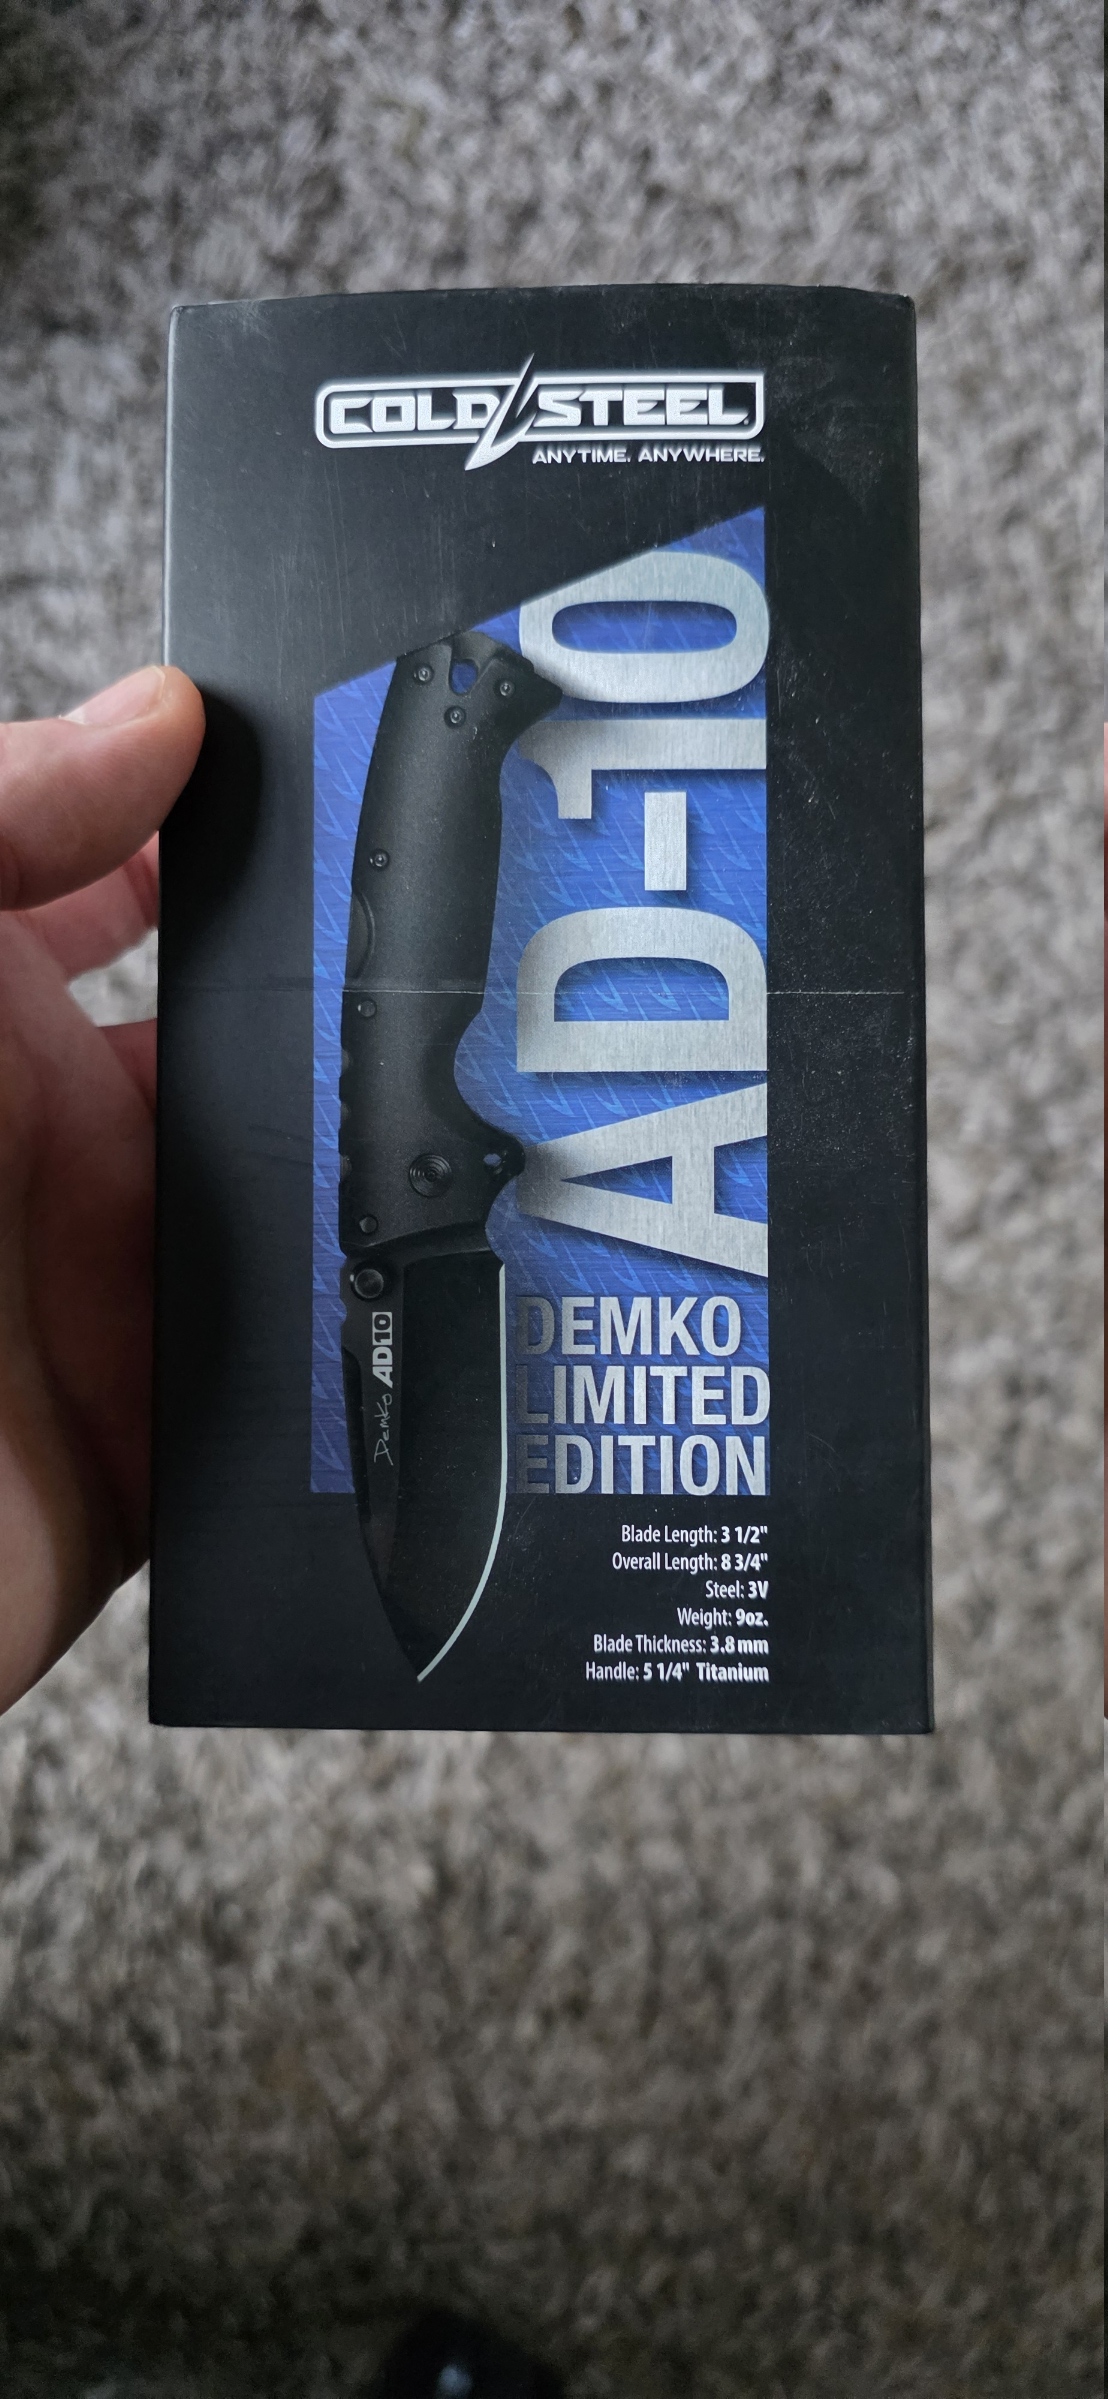 COLD STEEL
ANYTIME. ANYWHERE.
AD-10
Demko AD10
DEMKO
LIMITED
EDITION
Blade Length: 3 1/2"
Overall Length: 8 3/4"
Steel: 3V
Weight: 9oz.
Blade Thickness: 3.8 mm
Handle: 5 1/4" Titanium